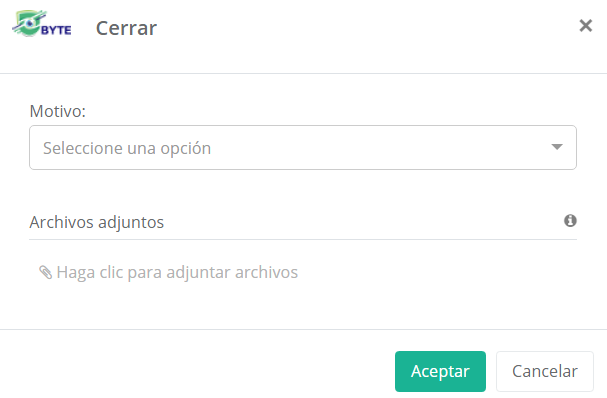 BYTE
Cerrar
×
Motivo:
Seleccione una opción
Archivos adjuntos
Haga clic para adjuntar archivos
Aceptar
Cancelar